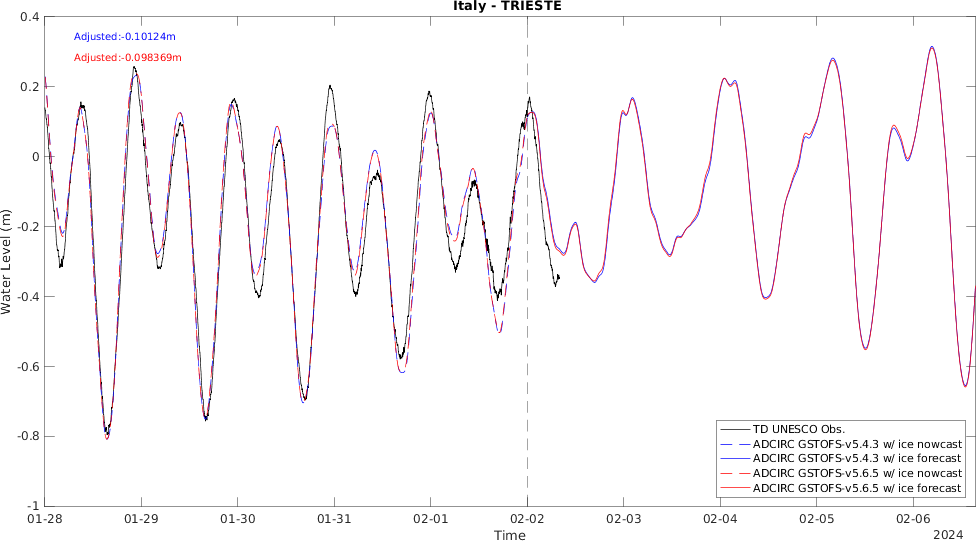 Italy - TRIESTE
Adjusted:-0.10124m
Adjusted:-0.098369m
Water Level (m)
0.4
0.2
0
-0.2
-0.4
-0.6
-0.8
-1
TD UNESCO Obs.
ADCIRC GSTOFS-v5.4.3 w/ ice nowcast
ADCIRC GSTOFS-v5.4.3 w/ ice forecast
ADCIRC GSTOFS-v5.6.5 w/ ice nowcast
ADCIRC GSTOFS-v5.6.5 w/ ice forecast
01-28 01-29 01-30 01-31 02-01 02-02 02-03 02-04 02-05 02-06
Time
2024